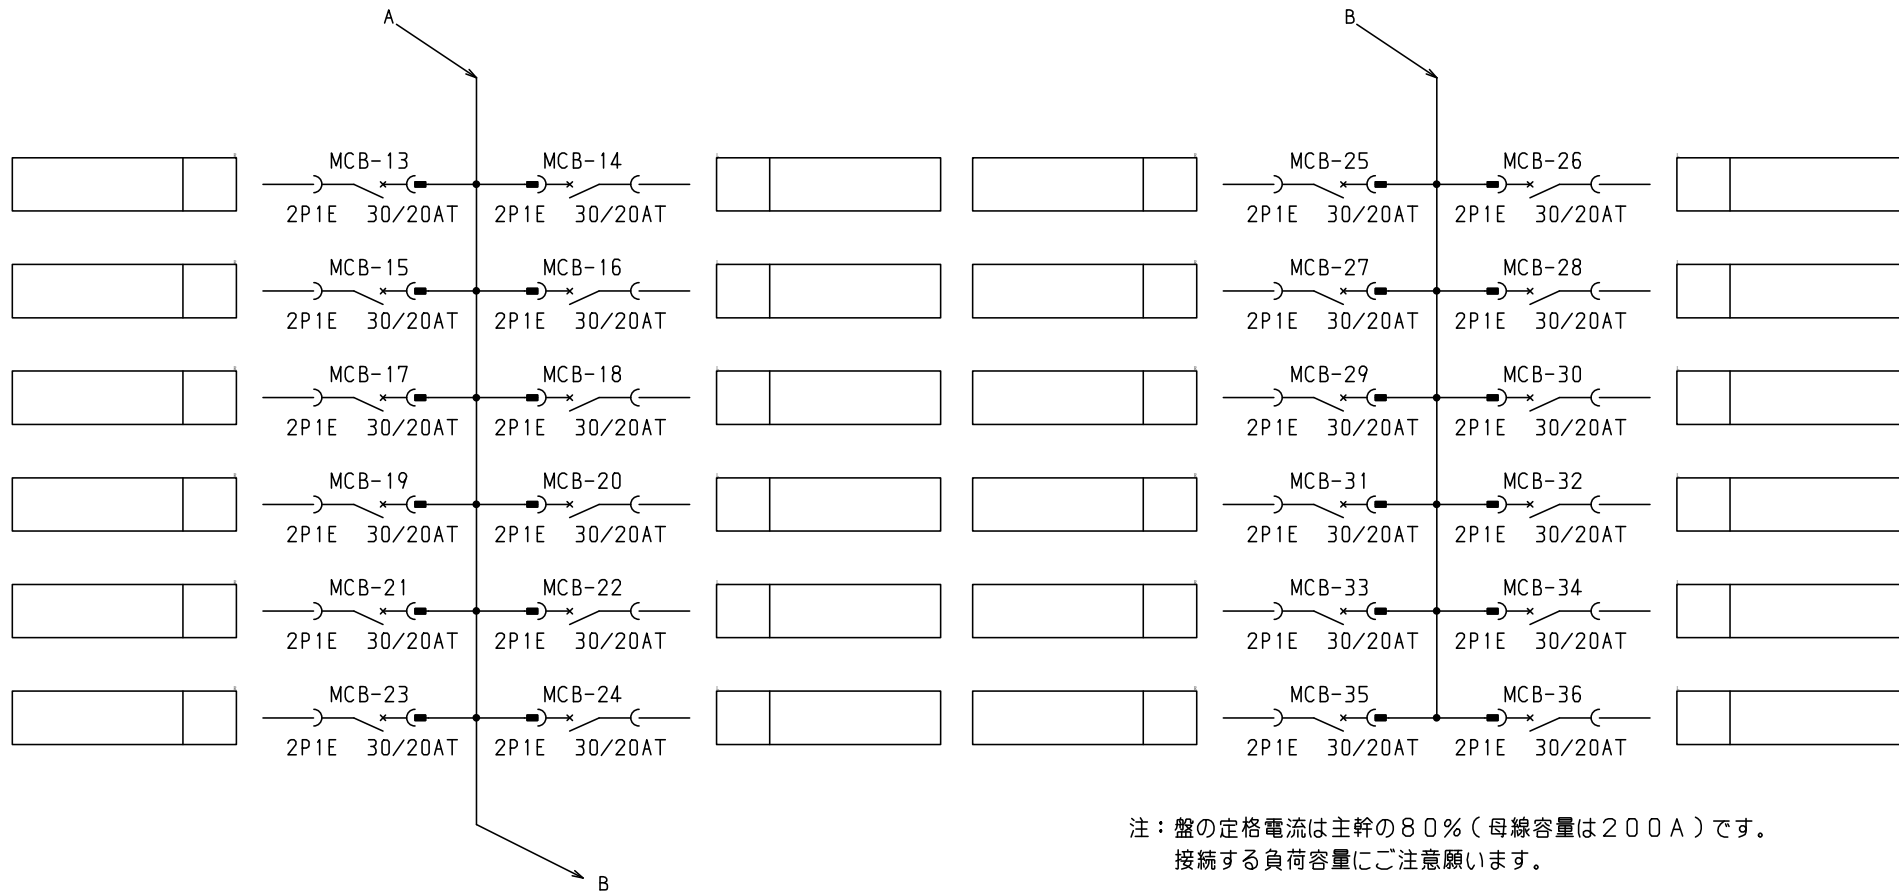 A
B
MCB-13 MCB-14 MCB-25 MCB-26
2P1E 30/20AT 2P1E 30/20AT 2P1E 30/20AT 2P1E 30/20AT
MCB-15 MCB-16 MCB-27 MCB-28
2P1E 30/20AT 2P1E 30/20AT 2P1E 30/20AT 2P1E 30/20AT
MCB-17 MCB-18 MCB-29 MCB-30
2P1E 30/20AT 2P1E 30/20AT 2P1E 30/20AT 2P1E 30/20AT
MCB-19 MCB-20 MCB-31 MCB-32
2P1E 30/20AT 2P1E 30/20AT 2P1E 30/20AT 2P1E 30/20AT
MCB-21 MCB-22 MCB-33 MCB-34
2P1E 30/20AT 2P1E 30/20AT 2P1E 30/20AT 2P1E 30/20AT
MCB-23 MCB-24 MCB-35 MCB-36
2P1E 30/20AT 2P1E 30/20AT 2P1E 30/20AT 2P1E 30/20AT
注：盤の定格電流は主幹の８０％（母線容量は２００Ａ）です。
接続する負荷容量にご注意願います。
B